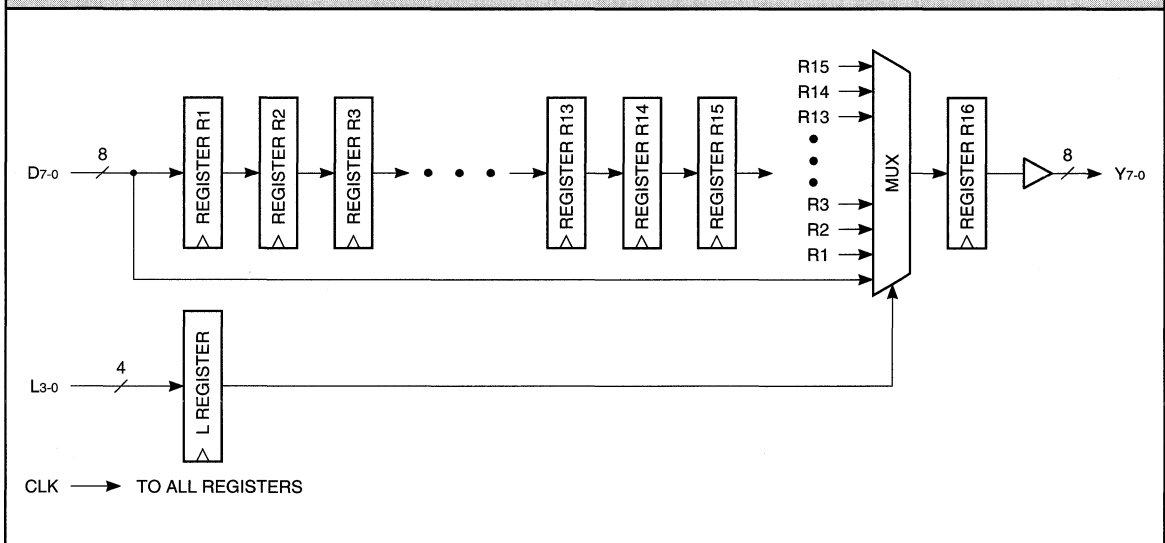 D7-0
8
REGISTER R1
REGISTER R2
REGISTER R3
REGISTER R13
REGISTER R14
REGISTER R15
R15
R14
R13
R3
R2
R1
MUX
REGISTER R16
8
Y7-0
L3-0
4
L REGISTER
CLK
TO ALL REGISTERS